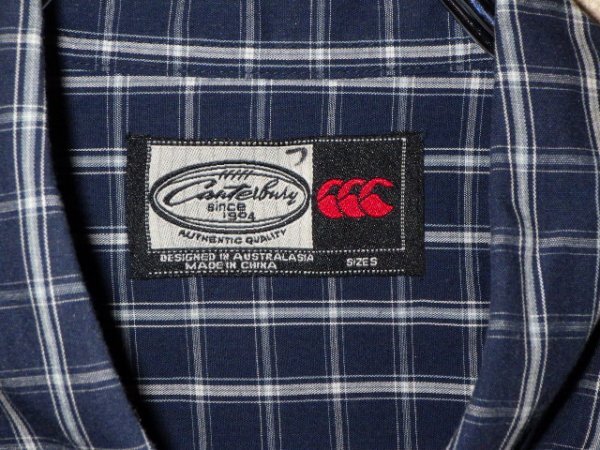 Canterbury
since
1904
AUTHENTIC QUALITY
DESIGNED IN AUSTRALASIA
MADE IN CHINA
SIZE S